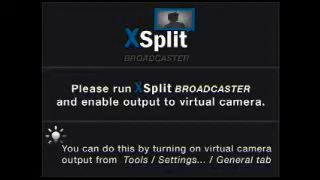 XSplit
BROADCASTER
Please run XSplit BROADCASTER
and enable output to virtual camera.
You can do this by turning on virtual camera
output from Tools / Settings... / General tab